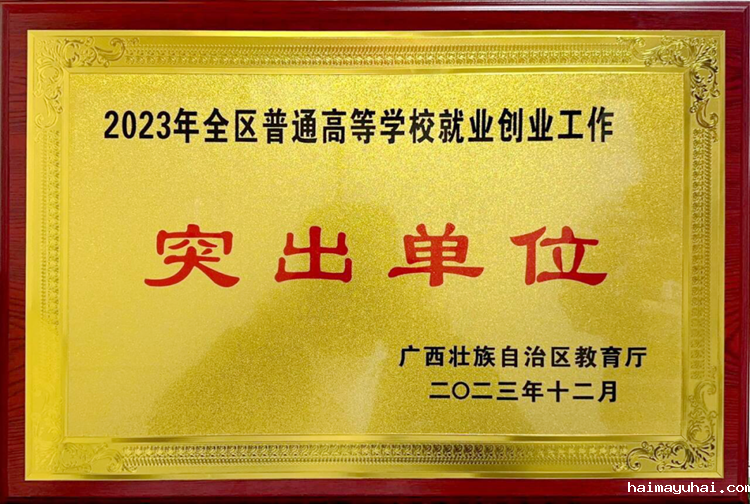 2023年全区普通高等学校就业创业工作
突出单位
广西壮族自治区教育厅
二〇二三年十二月
haimayuhai.com